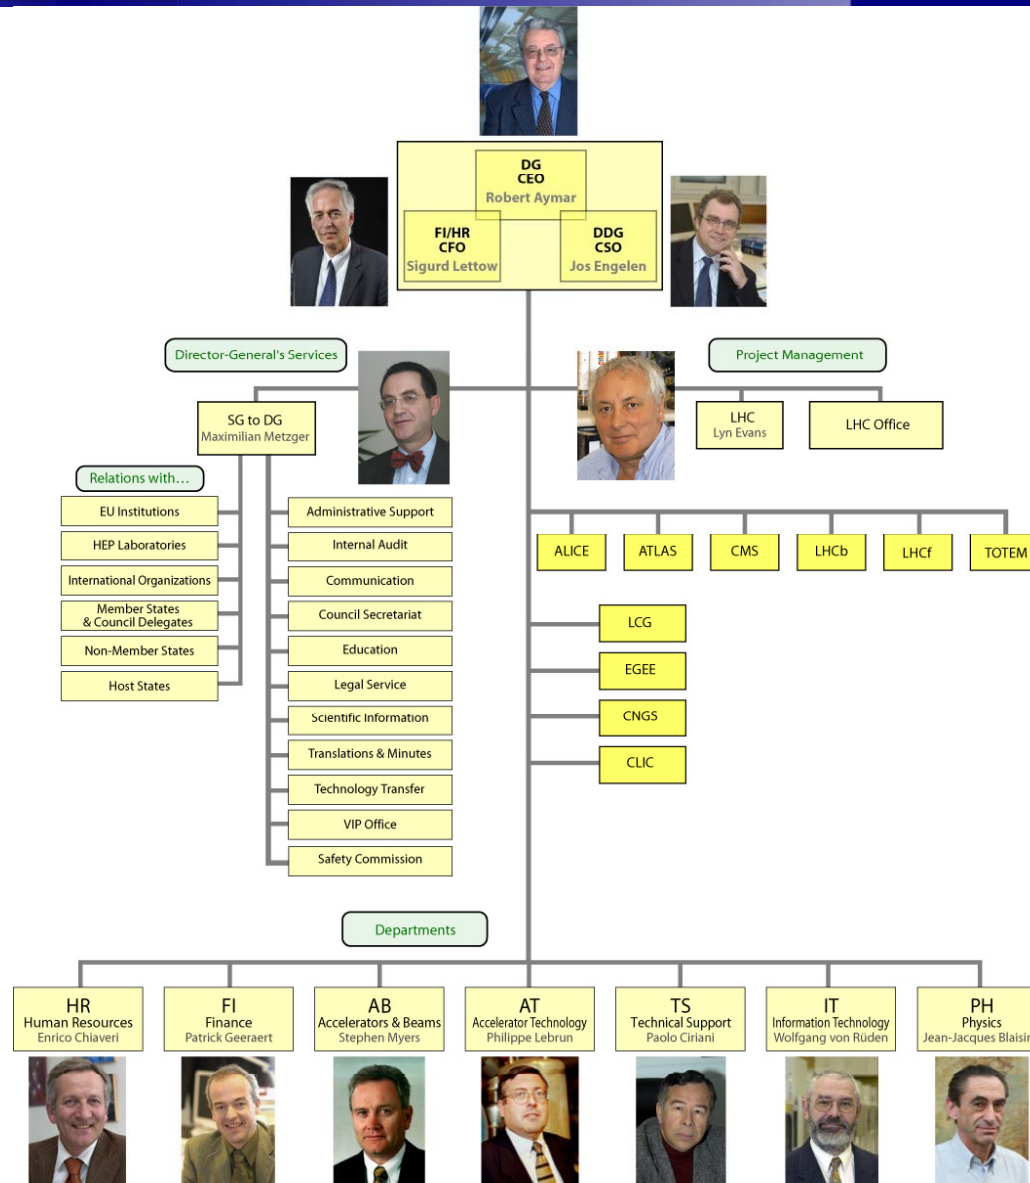 DG
CEO
Robert Aymar
FI/HR
CFO
Sigurd Lettow
DDG
CSO
Jos Engelen
Director-General's Services
Project Management
SG to DG
Maximilian Metzger
LHC
Lyn Evans
LHC Office
Relations with...
EU Institutions
HEP Laboratories
International Organizations
Member States
& Council Delegates
Non-Member States
Host States
Administrative Support
Internal Audit
Communication
Council Secretariat
Education
Legal Service
Scientific Information
Translations & Minutes
Technology Transfer
VIP Office
Safety Commission
ALICE
ATLAS
CMS
LHCb
LHCf
TOTEM
LCG
EGEE
CNGS
CLIC
Departments
HR
Human Resources
Enrico Chiaveri
FI
Finance
Patrick Geeraert
AB
Accelerators & Beams
Stephen Myers
AT
Accelerator Technology
Philippe Lebrun
TS
Technical Support
Paolo Ciriani
IT
Information Technology
Wolfgang von Rüden
PH
Physics
Jean-Jacques